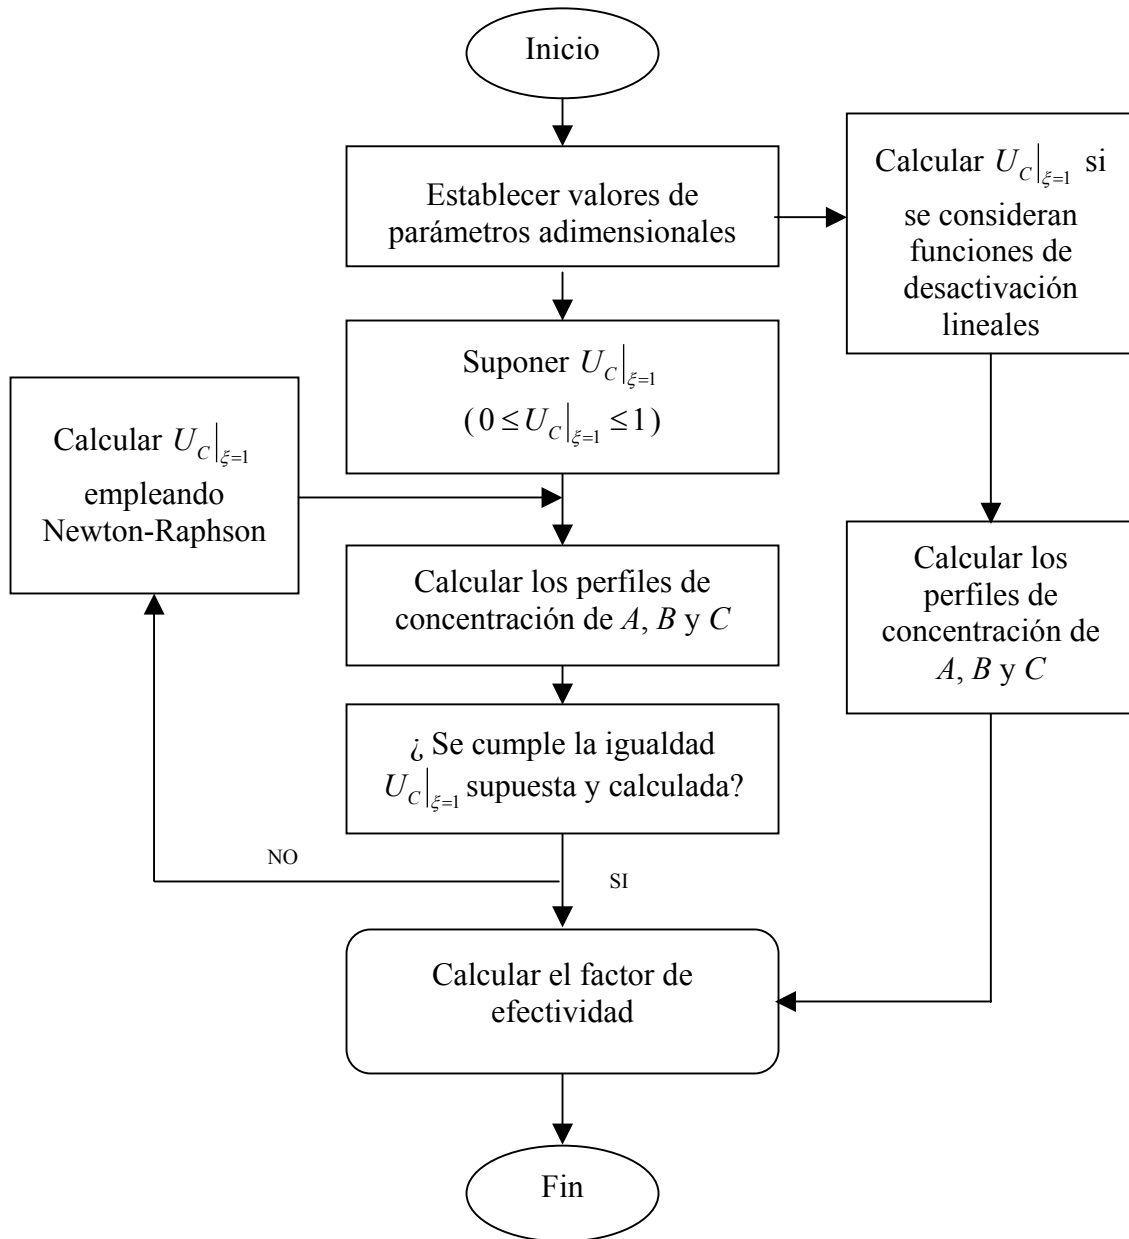 Inicio
Establecer valores de
parámetros adimensionales
Calcular U_C|_{ξ=1} si
se consideran
funciones de
desactivación
lineales
Suponer U_C|_{ξ=1}
( 0 ≤ U_C|_{ξ=1} ≤ 1 )
Calcular U_C|_{ξ=1}
empleando
Newton-Raphson
Calcular los perfiles de
concentración de A, B y C
Calcular los
perfiles de
concentración de
A, B y C
¿ Se cumple la igualdad
U_C|_{ξ=1} supuesta y calculada?
NO
SI
Calcular el factor de
efectividad
Fin